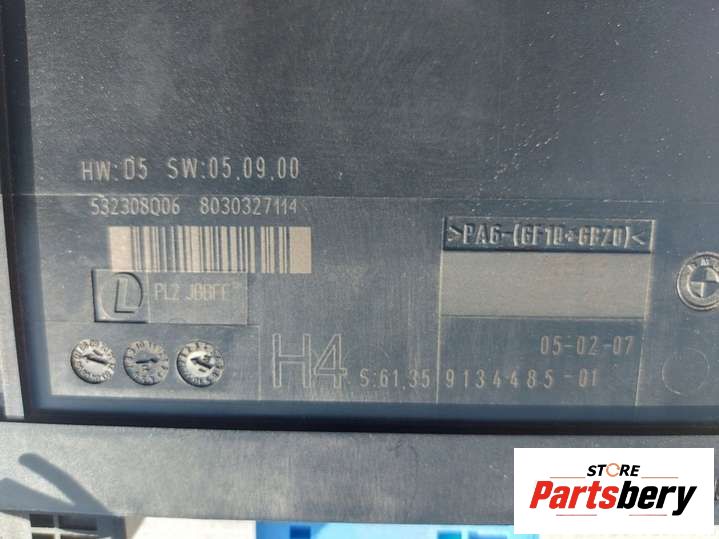 HW:05 SW:05.09.00
532308006 8030327114
>PA6-(GF10+GB20)<
L PL2 JBBFE
05-02-07
H4 S:61.35 9134485-01
STORE
Partsbery